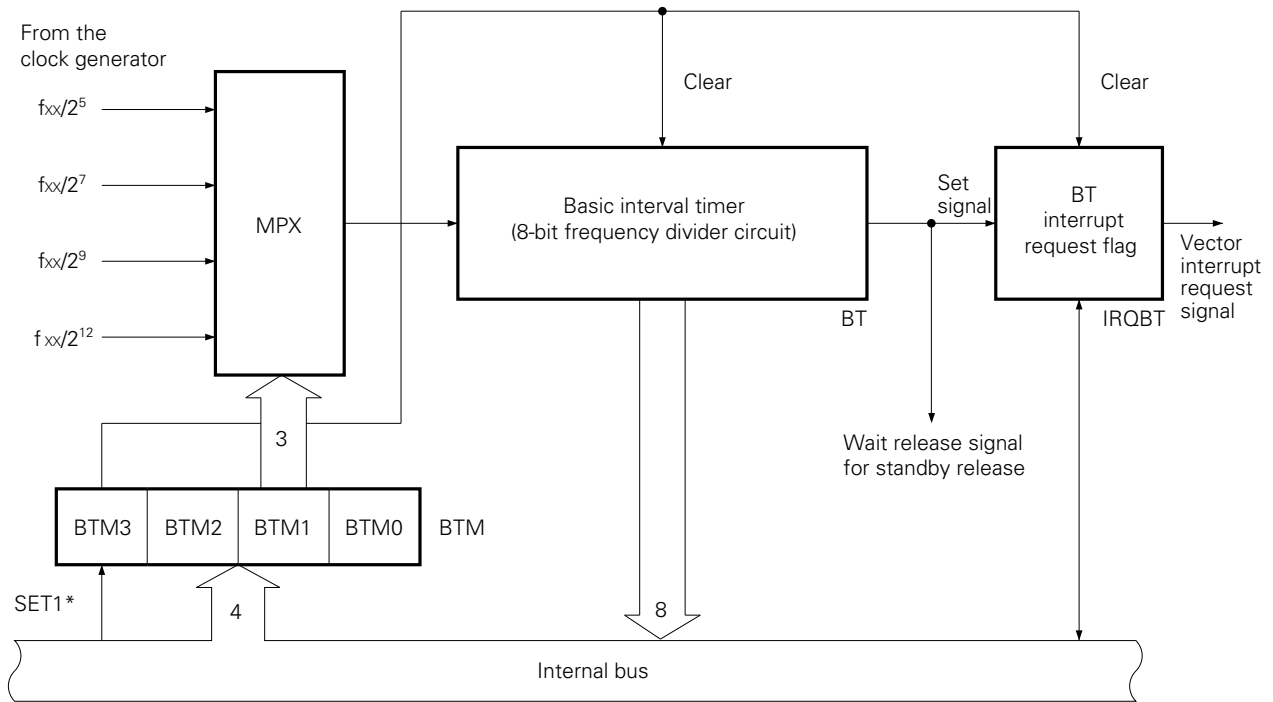 From the
clock generator
fxx/2⁵
fxx/2⁷
fxx/2⁹
fxx/2¹²
MPX
Clear
Clear
Basic interval timer
(8-bit frequency divider circuit)
BT
Set
signal
BT
interrupt
request flag
IRQBT
Vector
interrupt
request
signal
Wait release signal
for standby release
3
BTM3 BTM2 BTM1 BTM0 BTM
SET1*
4
8
Internal bus